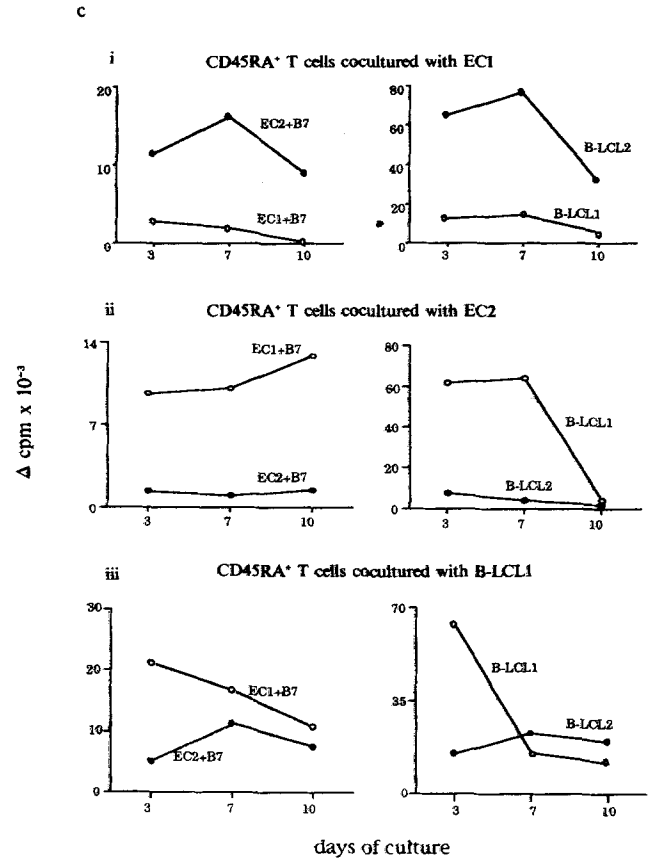 c
i
CD45RA⁺ T cells cocultured with EC1
20
10
0
EC2+B7
EC1+B7
3 7 10
80
60
40
20
0
B-LCL2
B-LCL1
3 7 10
ii
CD45RA⁺ T cells cocultured with EC2
14
7
0
EC1+B7
EC2+B7
3 7 10
80
60
40
20
0
B-LCL1
B-LCL2
3 7 10
Δ cpm x 10⁻³
iii
CD45RA⁺ T cells cocultured with B-LCL1
30
20
10
0
EC1+B7
EC2+B7
3 7 10
70
35
0
B-LCL1
B-LCL2
3 7 10
days of culture